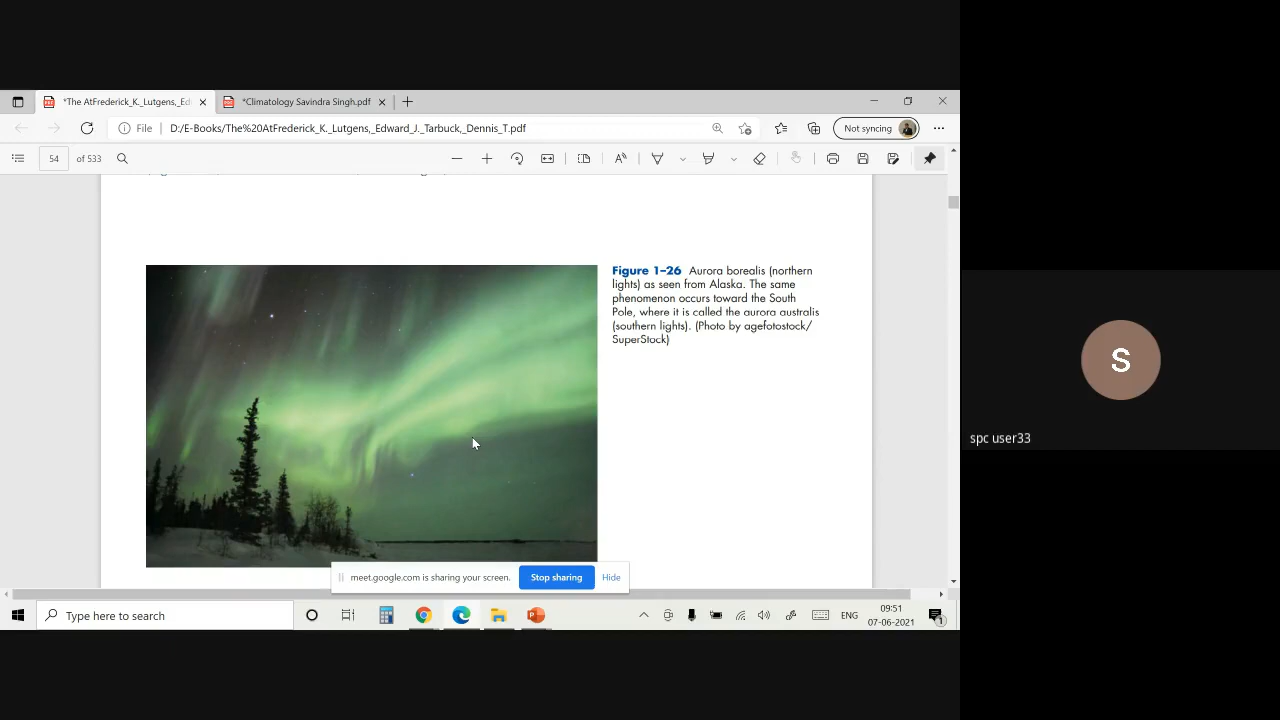 *The AtFrederick_K._Lutgens,_Ed
*Climatology Savindra Singh.pdf
File
D:/E-Books/The%20AtFrederick_K._Lutgens,_Edward_J._Tarbuck,_Dennis_T.pdf
Not syncing
54 of 533
Figure 1–26 Aurora borealis (northern
lights) as seen from Alaska. The same
phenomenon occurs toward the South
Pole, where it is called the aurora australis
(southern lights). (Photo by agefotostock/
SuperStock)
S
spc user33
meet.google.com is sharing your screen.
Stop sharing
Hide
Type here to search
ENG
09:51
07-06-2021
1